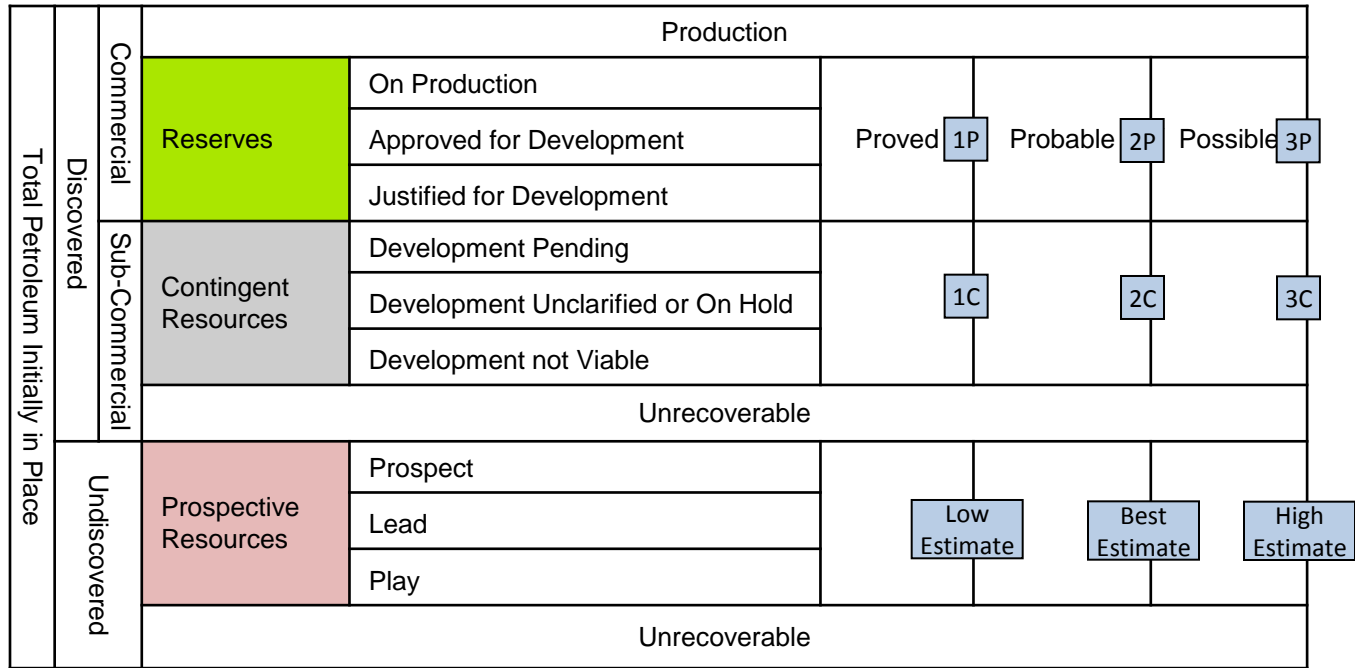 Total Petroleum Initially in Place
Discovered
Commercial
Production
Reserves
On Production
Approved for Development
Justified for Development
Proved 1P
Probable 2P
Possible 3P
Sub-Commercial
Contingent
Resources
Development Pending
Development Unclarified or On Hold
Development not Viable
1C
2C
3C
Unrecoverable
Undiscovered
Prospective
Resources
Prospect
Lead
Play
Low
Estimate
Best
Estimate
High
Estimate
Unrecoverable